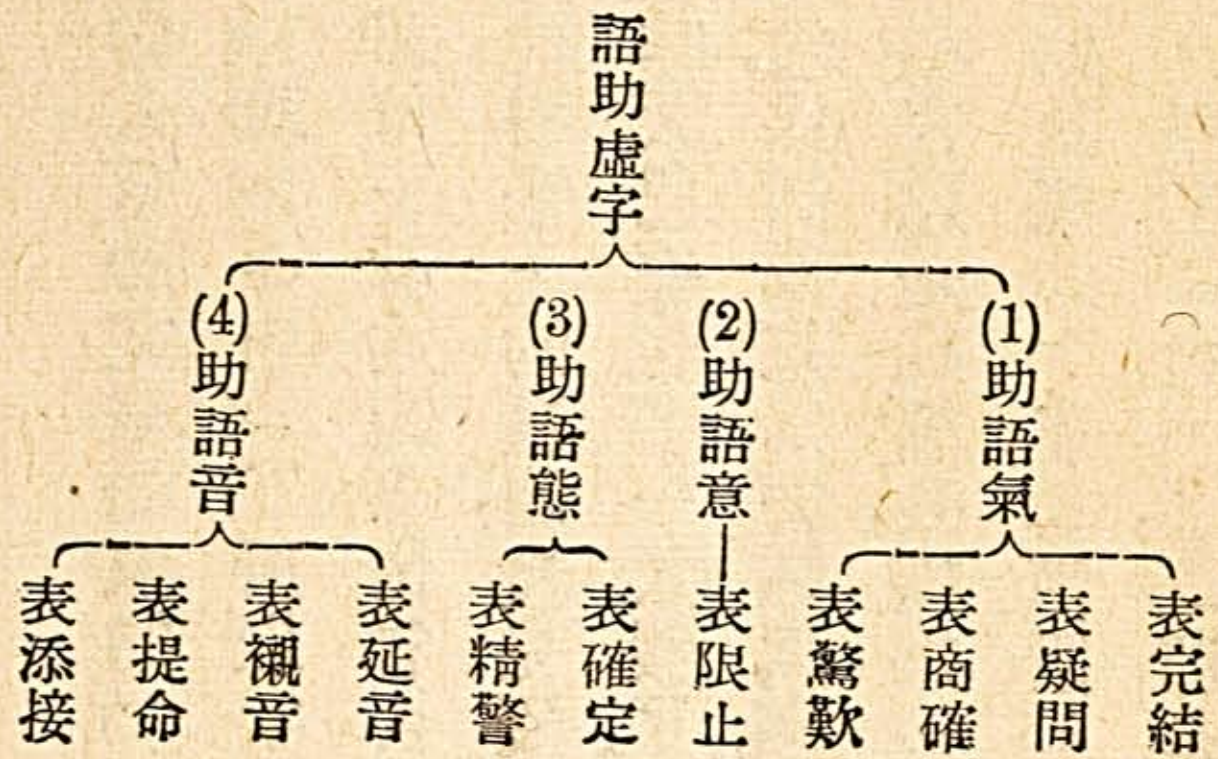 語助虛字
(1)助語氣
表完結
表疑問
表商確
表驚歎
(2)助語意
表限止
(3)助語態
表確定
表精警
(4)助語音
表延音
表襯音
表提命
表添接